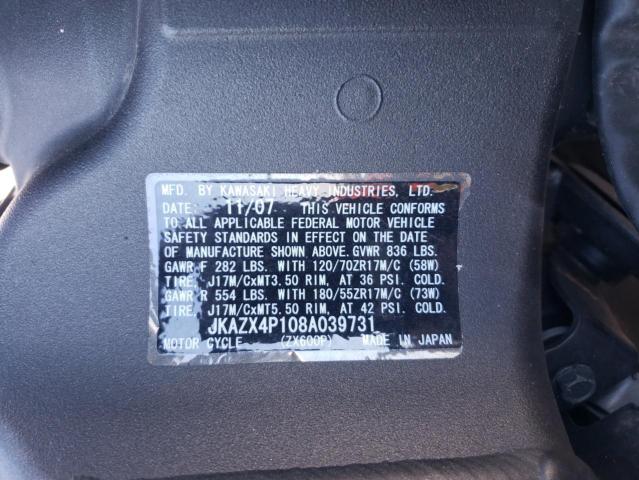 MFD. BY KAWASAKI HEAVY INDUSTRIES, LTD.
DATE: 11/07 THIS VEHICLE CONFORMS
TO ALL APPLICABLE FEDERAL MOTOR VEHICLE
SAFETY STANDARDS IN EFFECT ON THE DATE
OF MANUFACTURE SHOWN ABOVE. GVWR 836 LBS.
GAWR F 282 LBS. WITH 120/70ZR17M/C (58W)
TIRE, J17M/CxMT3.50 RIM, AT 36 PSI. COLD.
GAWR R 554 LBS. WITH 180/55ZR17M/C (73W)
TIRE, J17M/CxMT5.50 RIM, AT 42 PSI. COLD.
JKAZX4P108A039731
MOTOR CYCLE (ZX600P) MADE IN JAPAN